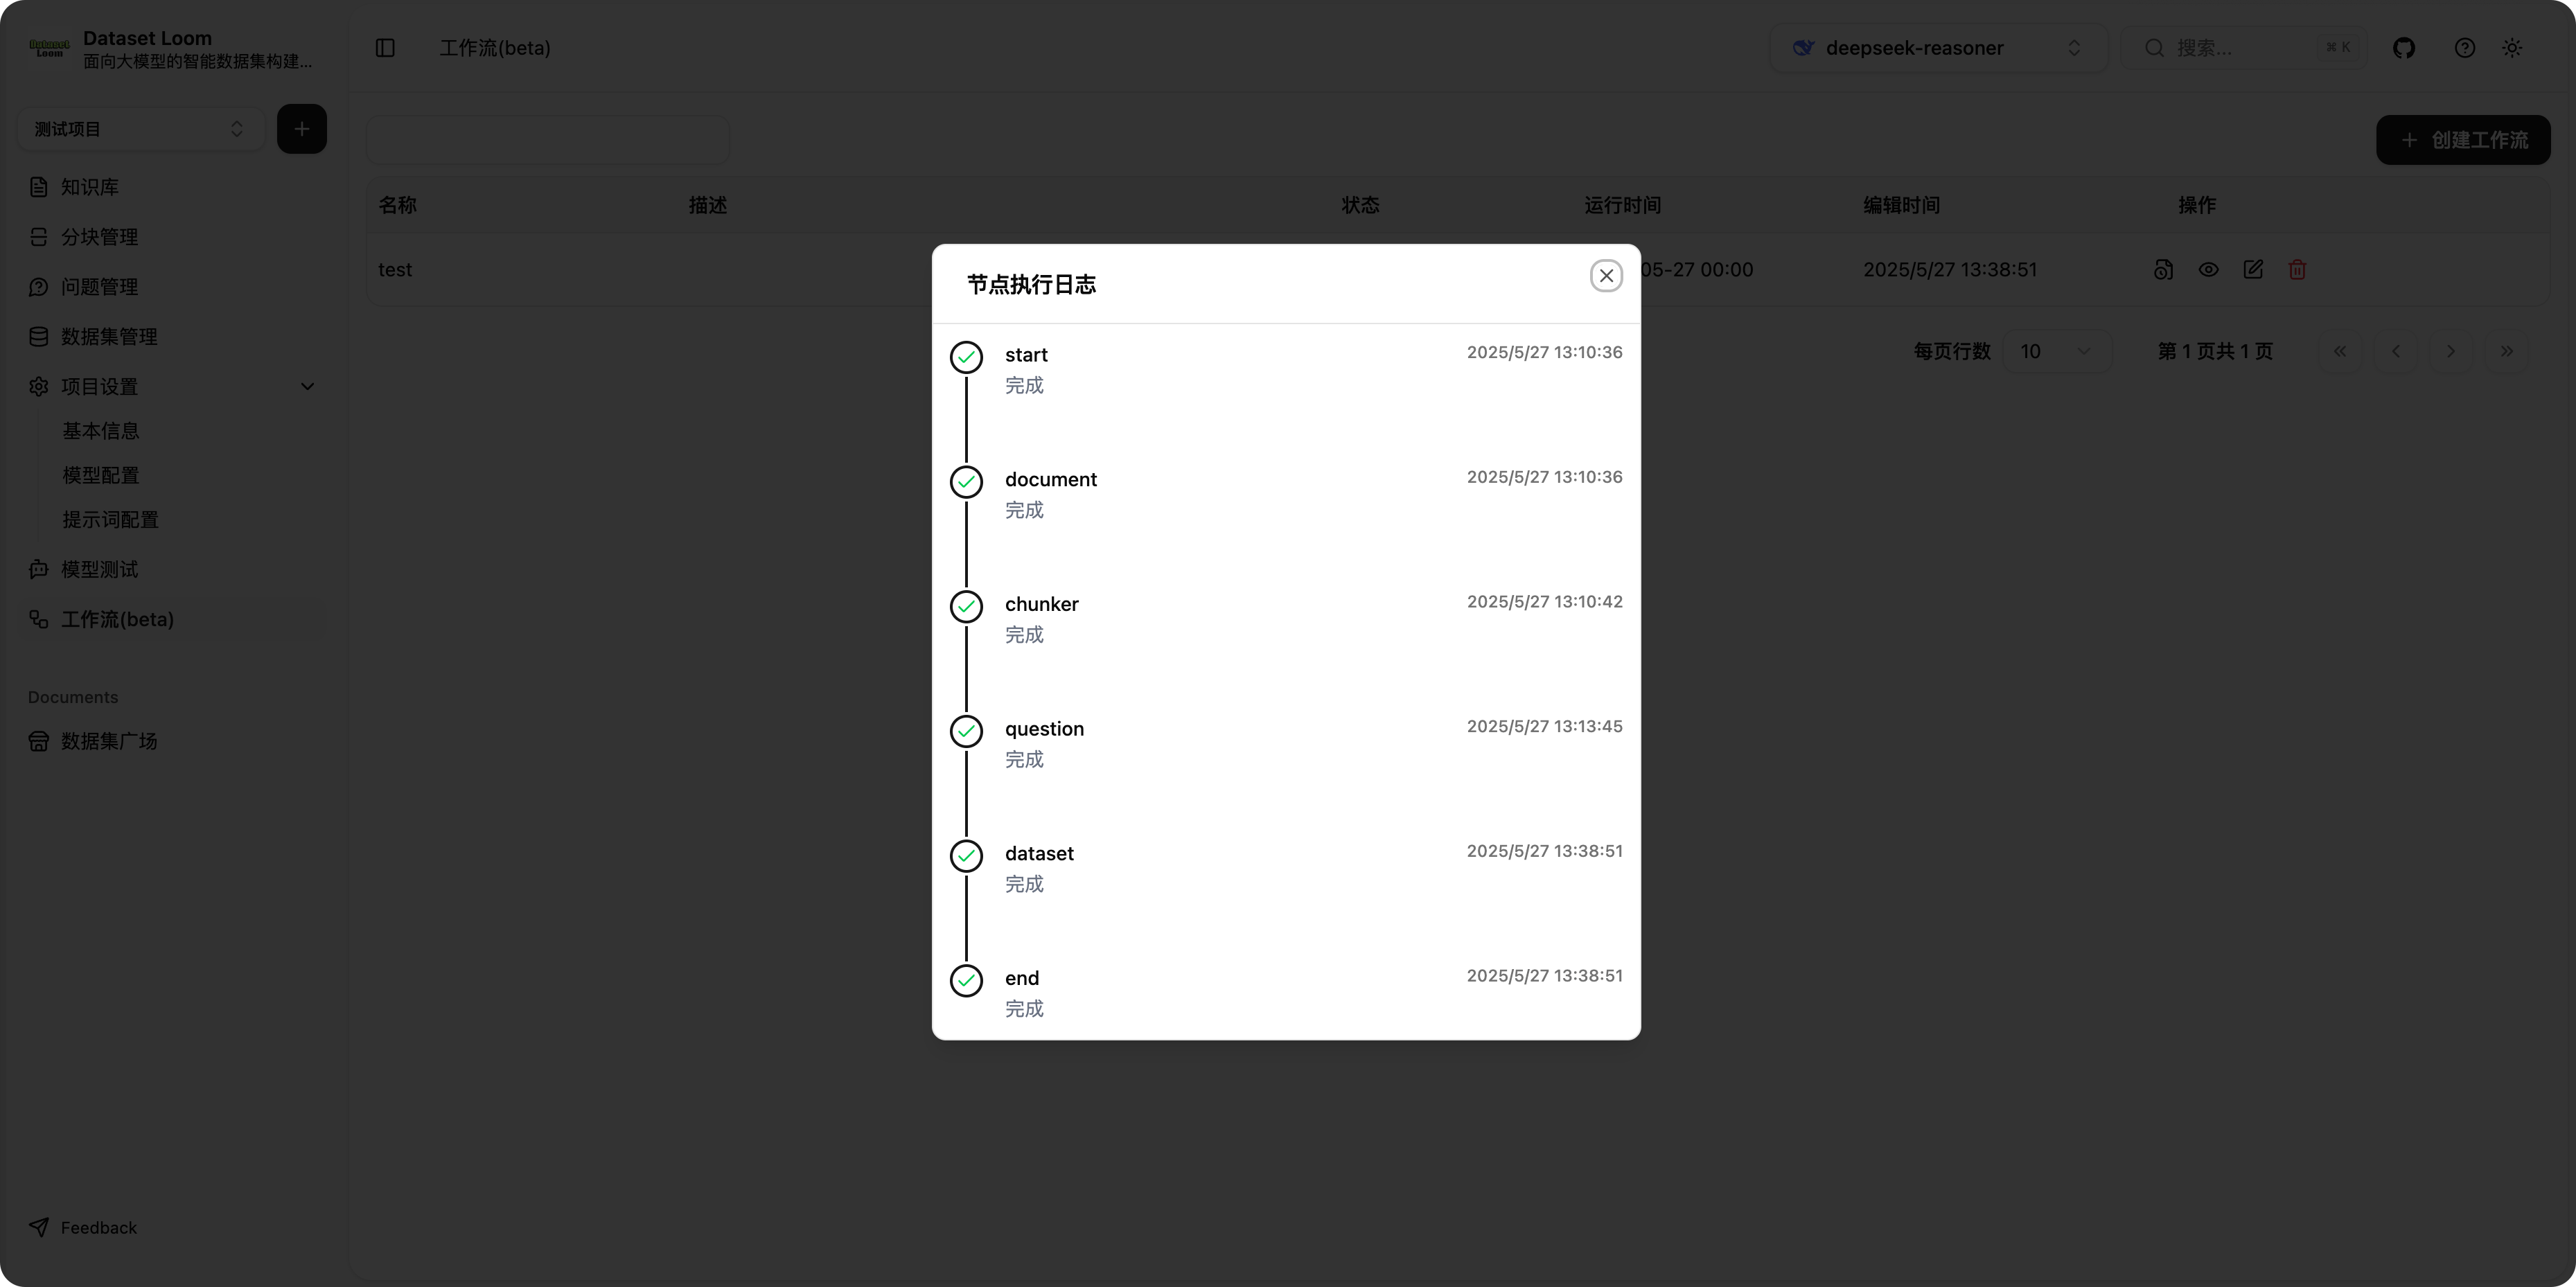 Dataset Loom
Dataset Loom
面向大模型的智能数据集构建...
测试项目
知识库
分块管理
问题管理
数据集管理
项目设置
基本信息
模型配置
提示词配置
模型测试
工作流(beta)
Documents
数据集广场
Feedback
工作流(beta)
deepseek-reasoner
搜索...
⌘ K
创建工作流
名称 描述 状态 运行时间 编辑时间 操作
test 05-27 00:00 2025/5/27 13:38:51
每页行数 10 第 1 页共 1 页
节点执行日志
start 2025/5/27 13:10:36
完成
document 2025/5/27 13:10:36
完成
chunker 2025/5/27 13:10:42
完成
question 2025/5/27 13:13:45
完成
dataset 2025/5/27 13:38:51
完成
end 2025/5/27 13:38:51
完成